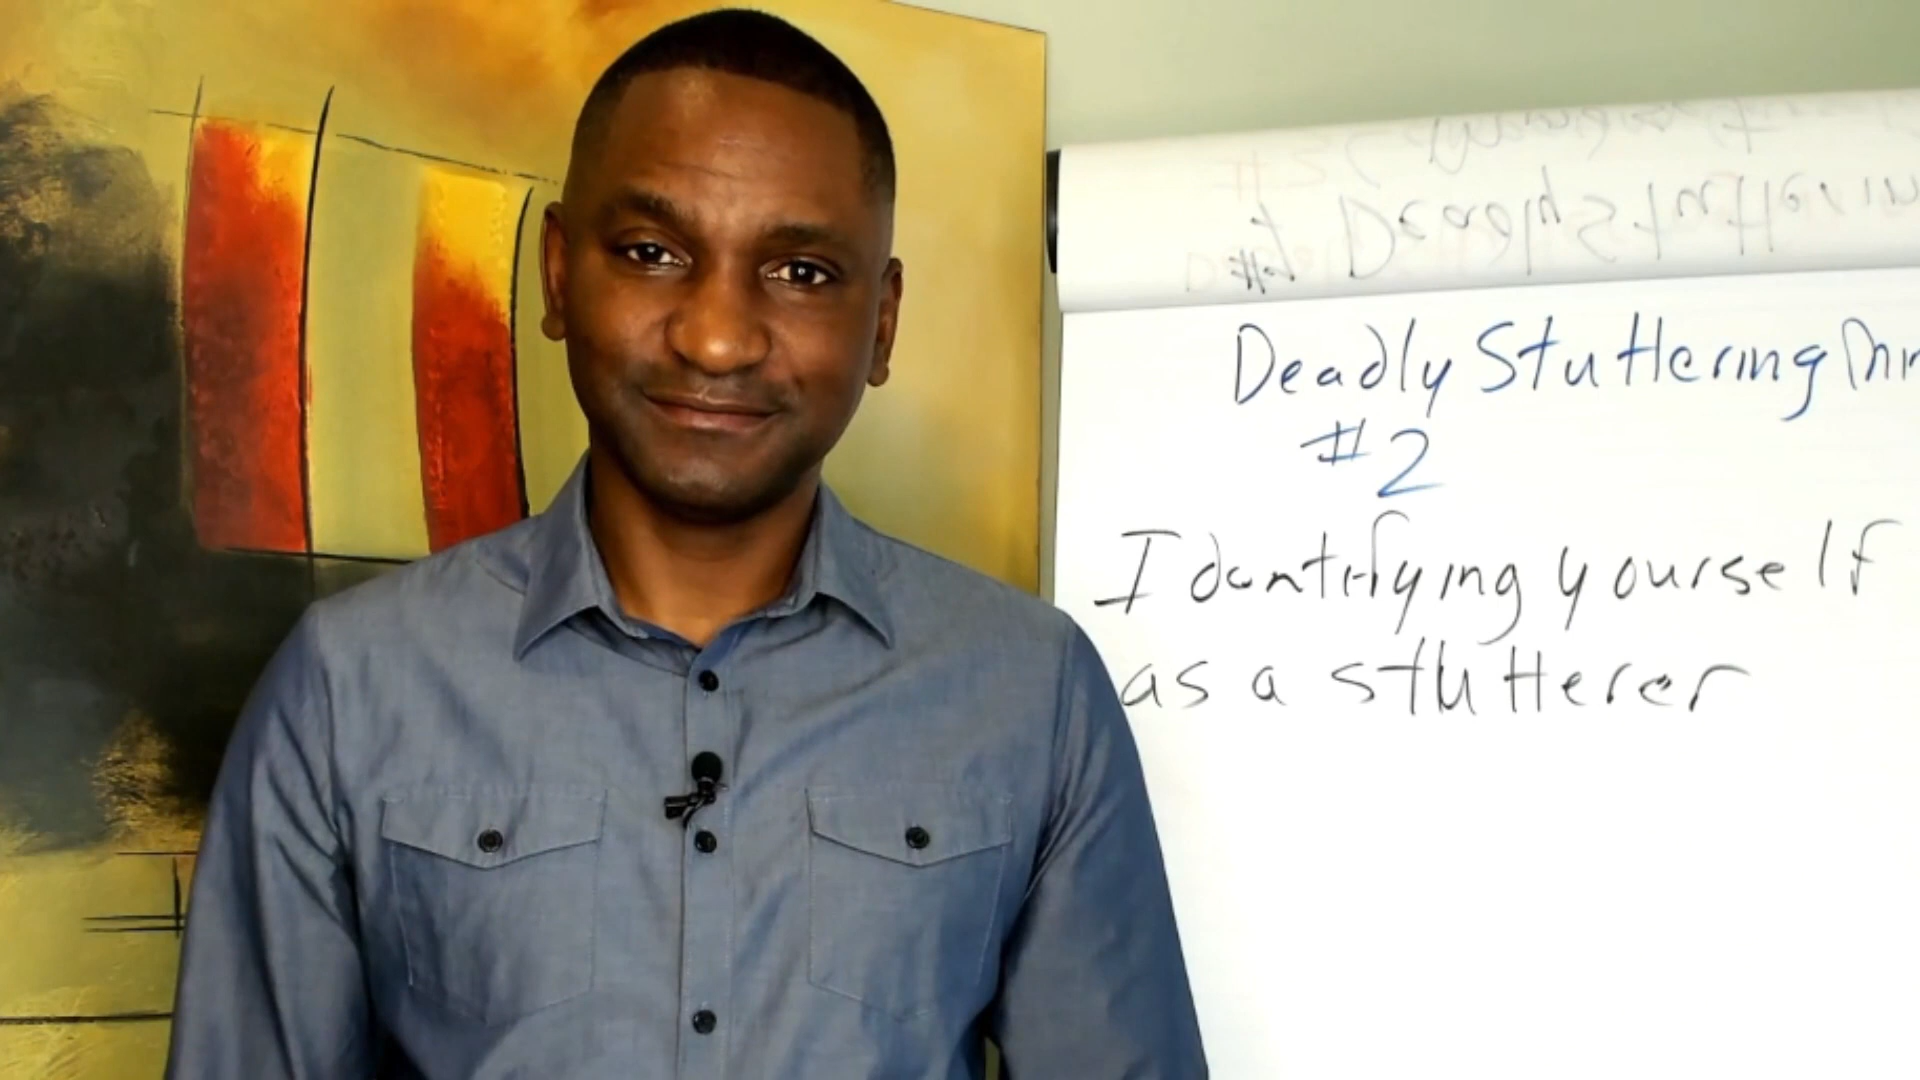 Deadly Stuttering
#2
Identifying yourself
as a stutterer